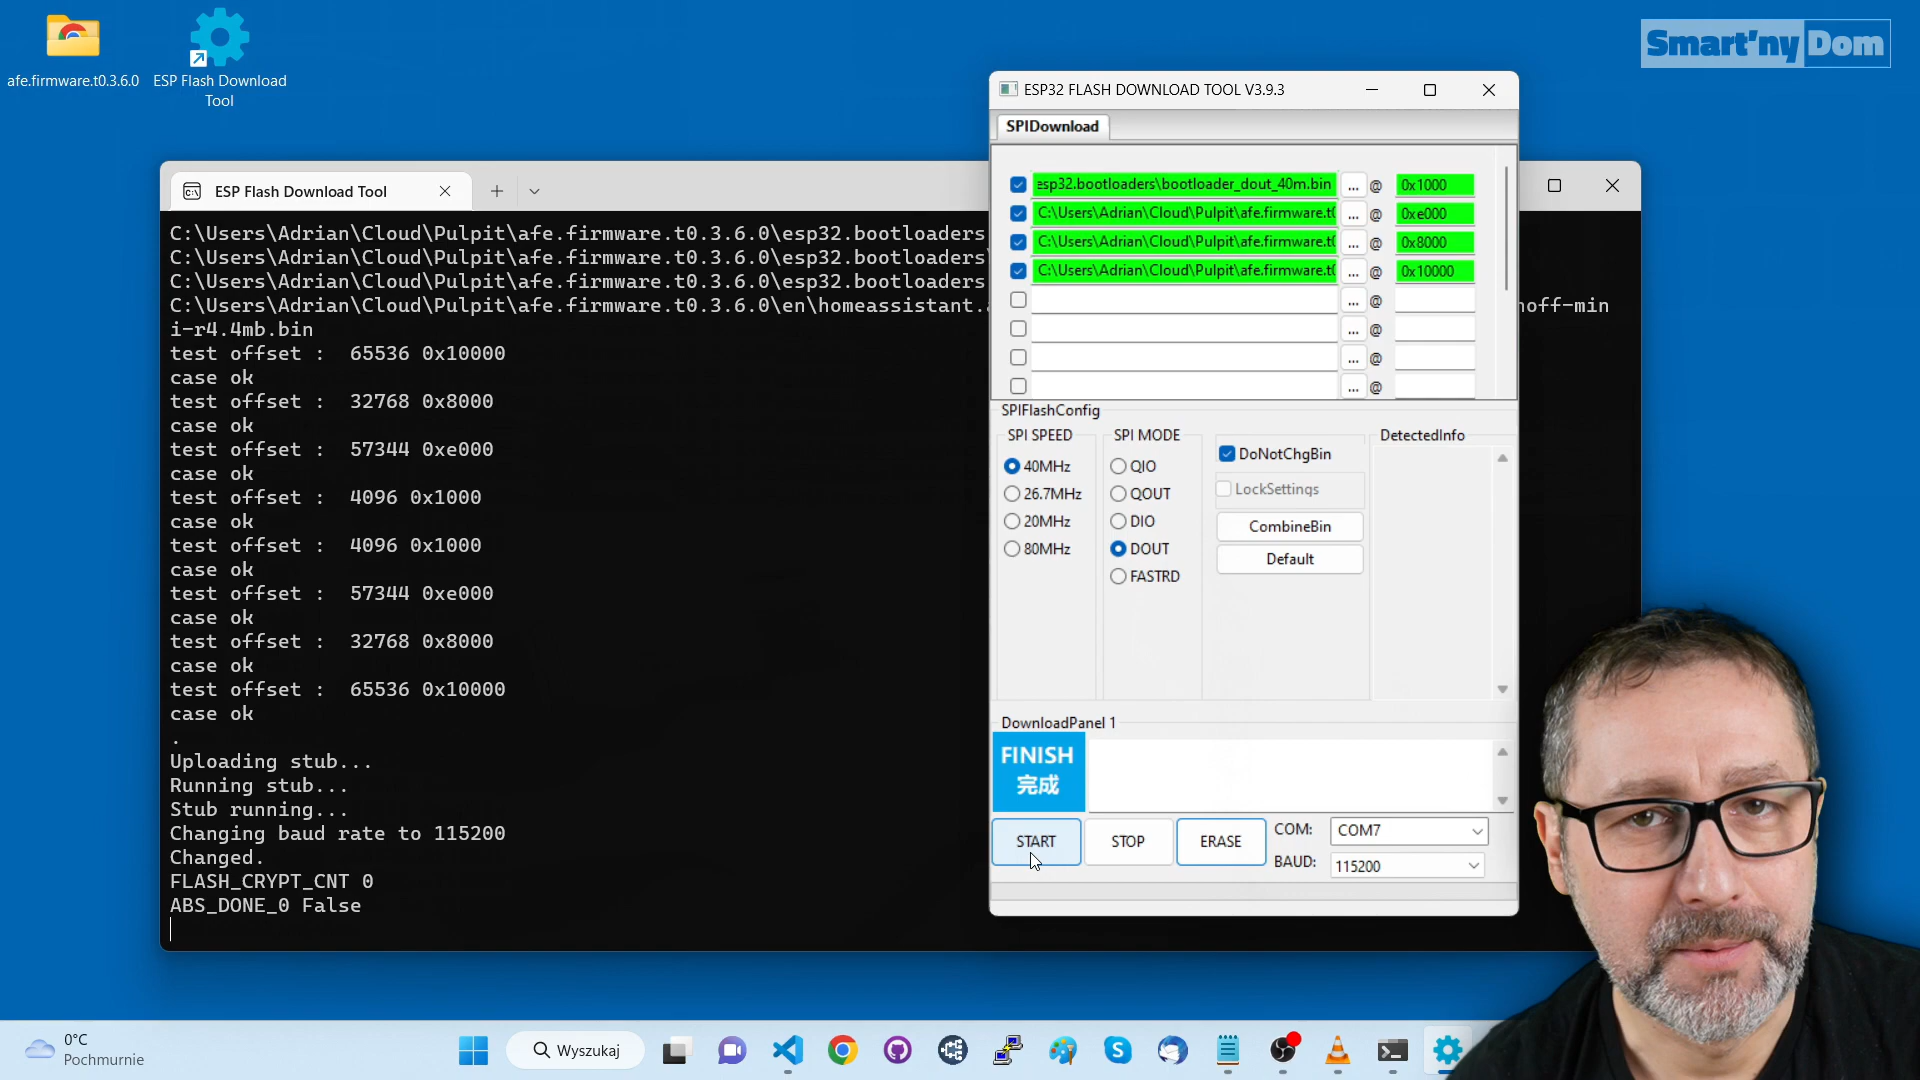 afe.firmware.t0.3.6.0
ESP Flash Download
Tool
Smart'ny Dom
ESP Flash Download Tool
C:\Users\Adrian\Cloud\Pulpit\afe.firmware.t0.3.6.0\esp32.bootloaders
C:\Users\Adrian\Cloud\Pulpit\afe.firmware.t0.3.6.0\esp32.bootloaders\
C:\Users\Adrian\Cloud\Pulpit\afe.firmware.t0.3.6.0\esp32.bootloaders
C:\Users\Adrian\Cloud\Pulpit\afe.firmware.t0.3.6.0\en\homeassistant. noff-min
i-r4.4mb.bin
test offset :  65536 0x10000
case ok
test offset :  32768 0x8000
case ok
test offset :  57344 0xe000
case ok
test offset :  4096 0x1000
case ok
test offset :  4096 0x1000
case ok
test offset :  57344 0xe000
case ok
test offset :  32768 0x8000
case ok
test offset :  65536 0x10000
case ok
.
Uploading stub...
Running stub...
Stub running...
Changing baud rate to 115200
Changed.
FLASH_CRYPT_CNT 0
ABS_DONE_0 False
ESP32 FLASH DOWNLOAD TOOL V3.9.3
SPIDownload
esp32.bootloaders\bootloader_dout_40m.bin ... @ 0x1000
C:\Users\Adrian\Cloud\Pulpit\afe.firmware.t0 ... @ 0xe000
C:\Users\Adrian\Cloud\Pulpit\afe.firmware.t0 ... @ 0x8000
C:\Users\Adrian\Cloud\Pulpit\afe.firmware.t0 ... @ 0x10000
... @
... @
... @
... @
SPIFlashConfig
SPI SPEED
40MHz
26.7MHz
20MHz
80MHz
SPI MODE
QIO
QOUT
DIO
DOUT
FASTRD
DoNotChgBin
LockSettings
CombineBin
Default
DetectedInfo
DownloadPanel 1
FINISH
完成
START STOP ERASE
COM: COM7
BAUD: 115200
0°C
Pochmurnie
Wyszukaj